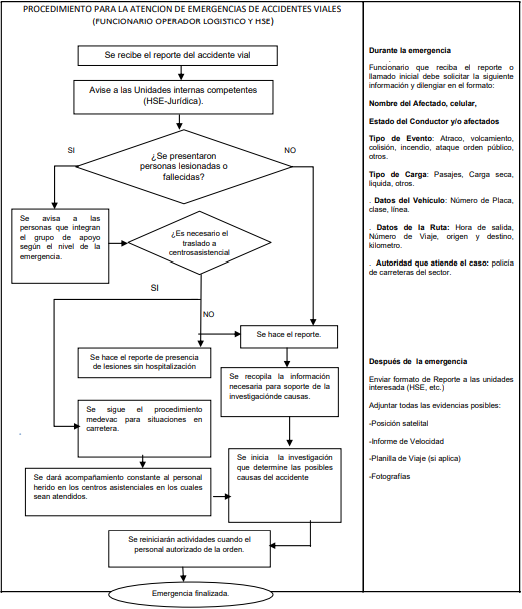 PROCEDIMIENTO PARA LA ATENCION DE EMERGENCIAS DE ACCIDENTES VIALES
(FUNCIONARIO OPERADOR LOGISTICO Y HSE)
Se recibe el reporte del accidente vial
Avise a las Unidades internas competentes
(HSE-Jurídica).
SI
NO
¿Se presentaron
personas lesionadas o
fallecidas?
Se avisa a las
personas que integran
el grupo de apoyo
según el nivel de la
emergencia.
¿Es necesario el
traslado a
centrosasistencial
SI
NO
Se hace el reporte.
Se hace el reporte de presencia
de lesiones sin hospitalización
Se recopila la información
necesaria para soporte de la
investigaciónde causas.
Se sigue el procedimiento
medevac para situaciones en
carretera.
Se inicia la investigación
que determine las posibles
causas del accidente
Se dará acompañamiento constante al personal
herido en los centros asistenciales en los cuales
sean atendidos.
Se reiniciarán actividades cuando el
personal autorizado de la orden.
Emergencia finalizada.
Durante la emergencia
Funcionario que reciba el reporte o
llamado inicial debe solicitar la siguiente
información y dilengiar en el formato:
Nombre del Afectado, celular,
Estado del Conductor y/o afectados
Tipo de Evento: Atraco, volcamiento,
colisión, incendio, ataque orden público,
otros.
Tipo de Carga: Pasajes, Carga seca,
liquida, otros.
. Datos del Vehículo: Número de Placa,
clase, línea.
. Datos de la Ruta: Hora de salida,
Número de Viaje, origen y destino,
kilometro.
. Autoridad que atiende el caso: policía
de carreteras del sector.
Después de la emergencia
Enviar formato de Reporte a las unidades
interesada (HSE, etc.)
Adjuntar todas las evidencias posibles:
-Posición satelital
-Informe de Velocidad
-Planilla de Viaje (si aplica)
-Fotografías